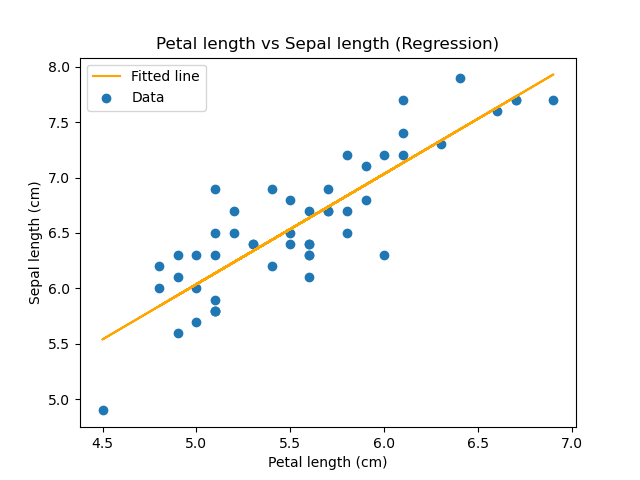 Petal length vs Sepal length (Regression)
Fitted line
Data
8.0
7.5
7.0
6.5
6.0
5.5
5.0
Sepal length (cm)
4.5 5.0 5.5 6.0 6.5 7.0
Petal length (cm)